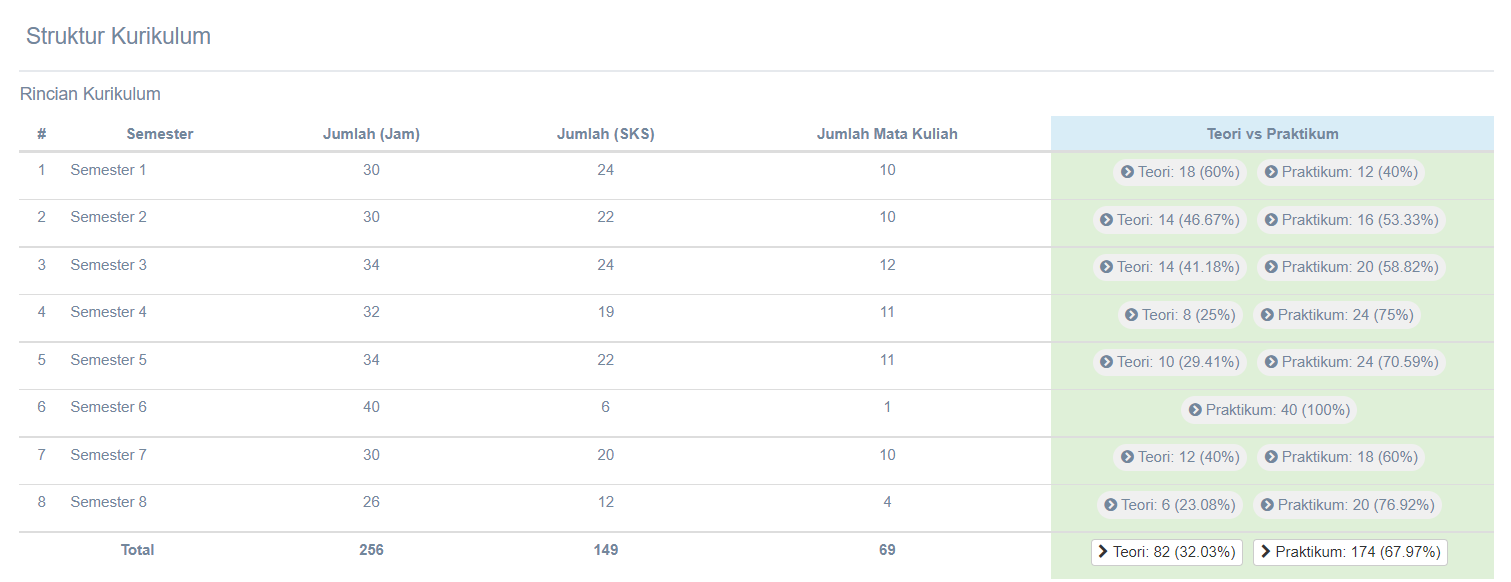 Struktur Kurikulum
Rincian Kurikulum
# Semester Jumlah (Jam) Jumlah (SKS) Jumlah Mata Kuliah Teori vs Praktikum
1 Semester 1 30 24 10 Teori: 18 (60%) Praktikum: 12 (40%)
2 Semester 2 30 22 10 Teori: 14 (46.67%) Praktikum: 16 (53.33%)
3 Semester 3 34 24 12 Teori: 14 (41.18%) Praktikum: 20 (58.82%)
4 Semester 4 32 19 11 Teori: 8 (25%) Praktikum: 24 (75%)
5 Semester 5 34 22 11 Teori: 10 (29.41%) Praktikum: 24 (70.59%)
6 Semester 6 40 6 1 Praktikum: 40 (100%)
7 Semester 7 30 20 10 Teori: 12 (40%) Praktikum: 18 (60%)
8 Semester 8 26 12 4 Teori: 6 (23.08%) Praktikum: 20 (76.92%)
Total 256 149 69 Teori: 82 (32.03%) Praktikum: 174 (67.97%)